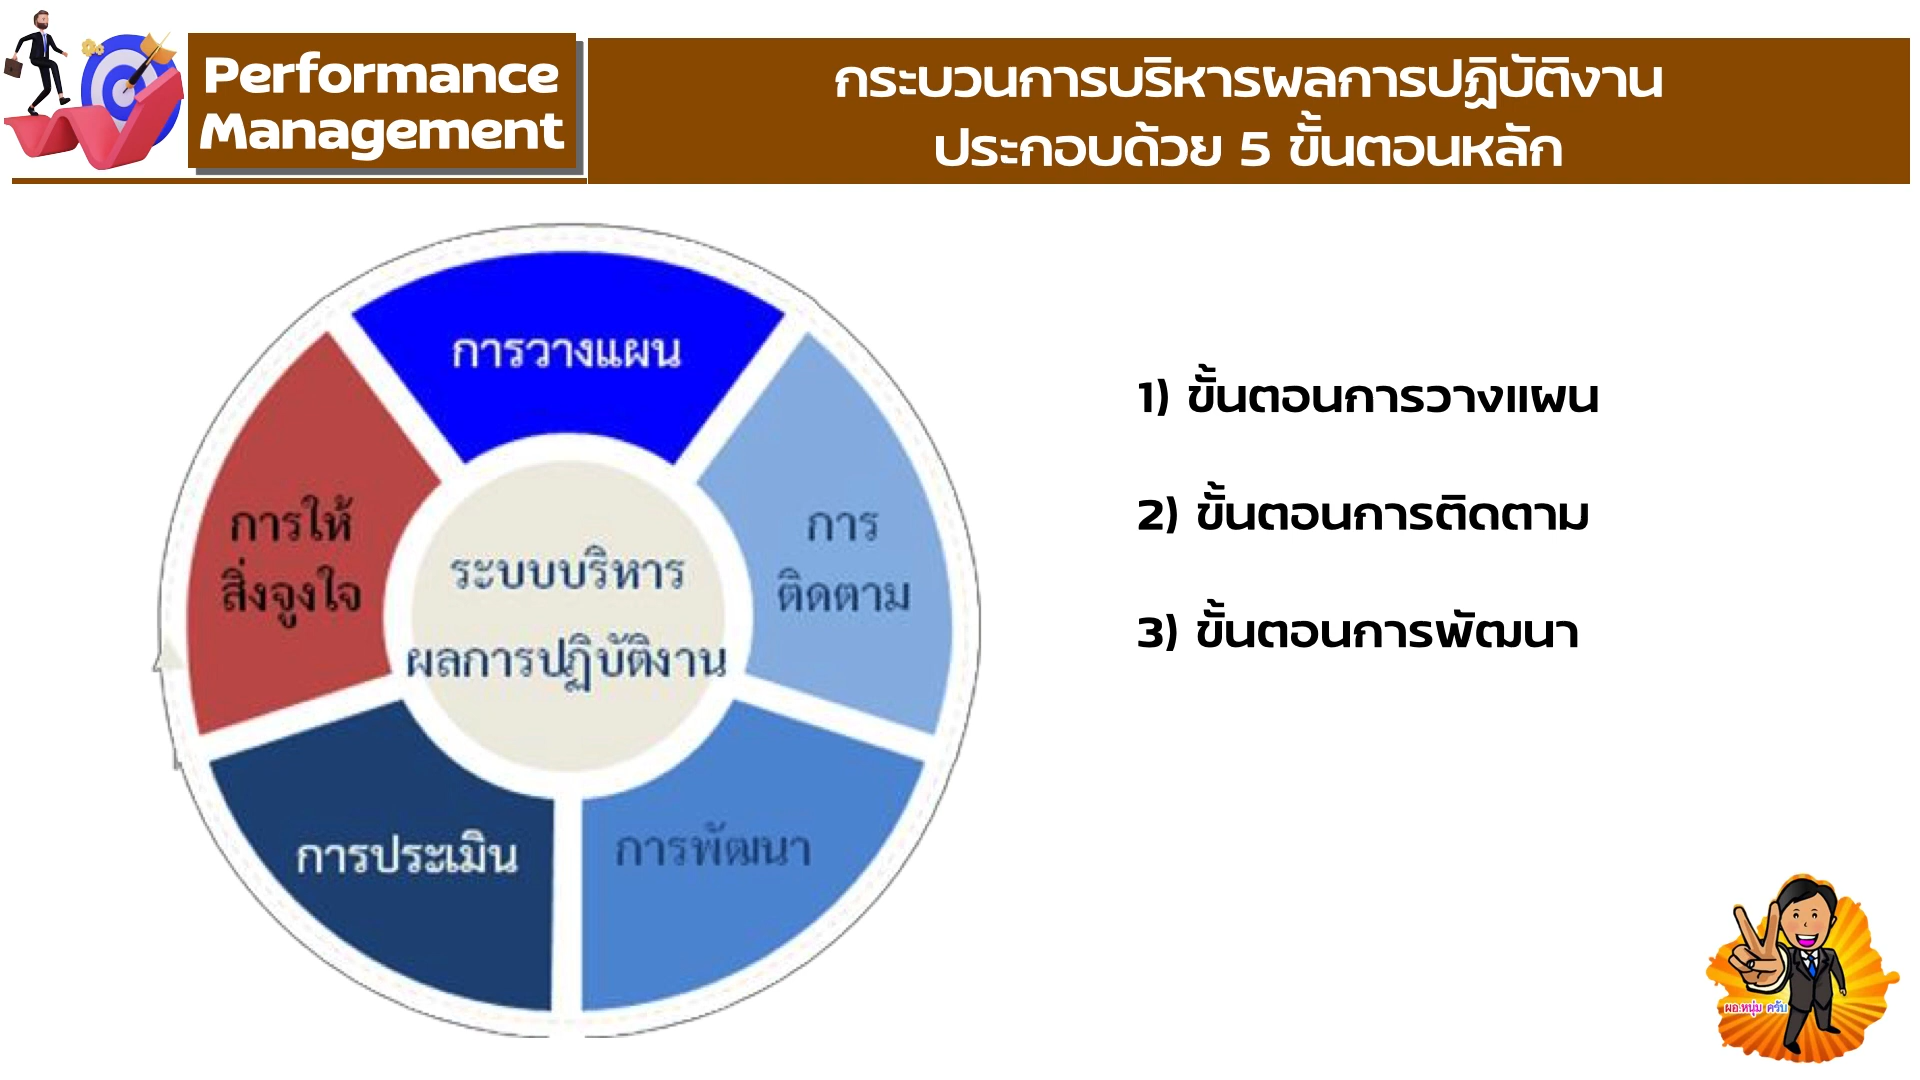 Performance
Management
กระบวนการบริหารผลการปฏิบัติงาน
ประกอบด้วย 5 ขั้นตอนหลัก
การวางแผน
การ
ติดตาม
การพัฒนา
การประเมิน
การให้
สิ่งจูงใจ
ระบบบริหาร
ผลการปฏิบัติงาน
1) ขั้นตอนการวางแผน
2) ขั้นตอนการติดตาม
3) ขั้นตอนการพัฒนา
ผอ.หนุ่ม ครับ